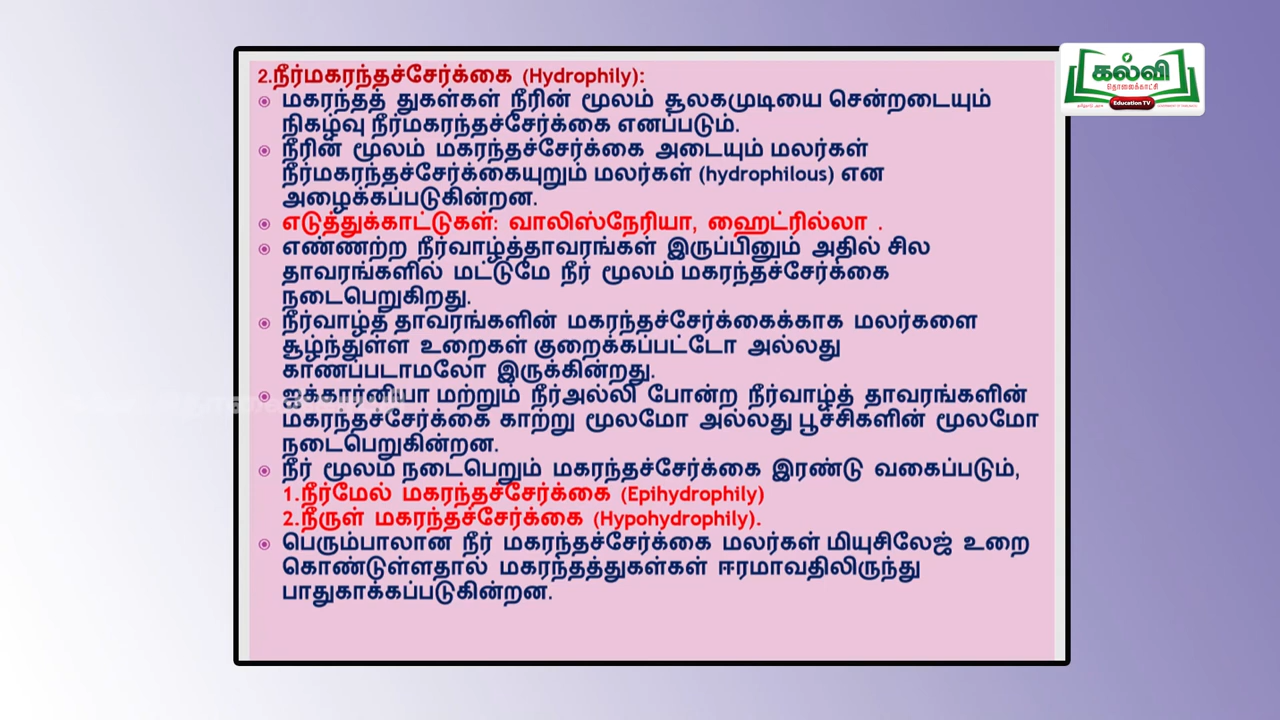 கல்வி
தொலைக்காட்சி
Education TV
2.நீர்மகரந்தச்சேர்க்கை (Hydrophily):
மகரந்தத் துகள்கள் நீரின் மூலம் சூலகமுடியை சென்றடையும்
நிகழ்வு நீர்மகரந்தச்சேர்க்கை எனப்படும்.
நீரின் மூலம் மகரந்தச்சேர்க்கை அடையும் மலர்கள்
நீர்மகரந்தச்சேர்க்கையுறும் மலர்கள் (hydrophilous) என
அழைக்கப்படுகின்றன.
எடுத்துக்காட்டுகள்: வாலிஸ்நேரியா, ஹைட்ரில்லா .
எண்ணற்ற நீர்வாழ்த்தாவரங்கள் இருப்பினும் அதில் சில
தாவரங்களில் மட்டுமே நீர் மூலம் மகரந்தச்சேர்க்கை
நடைபெறுகிறது.
நீர்வாழ்த் தாவரங்களின் மகரந்தச்சேர்க்கைக்காக மலர்களை
சூழ்ந்துள்ள உறைகள் குறைக்கப்பட்டோ அல்லது
காணப்படாமலோ இருக்கின்றது.
ஐக்கார்னியா மற்றும் நீர்அல்லி போன்ற நீர்வாழ்த் தாவரங்களின்
மகரந்தச்சேர்க்கை காற்று மூலமோ அல்லது பூச்சிகளின் மூலமோ
நடைபெறுகின்றன.
நீர் மூலம் நடைபெறும் மகரந்தச்சேர்க்கை இரண்டு வகைப்படும்,
1.நீர்மேல் மகரந்தச்சேர்க்கை (Epihydrophily)
2.நீருள் மகரந்தச்சேர்க்கை (Hypohydrophily).
பெரும்பாலான நீர் மகரந்தச்சேர்க்கை மலர்கள் மியுசிலேஜ் உறை
கொண்டுள்ளதால் மகரந்தத்துகள்கள் ஈரமாவதிலிருந்து
பாதுகாக்கப்படுகின்றன.